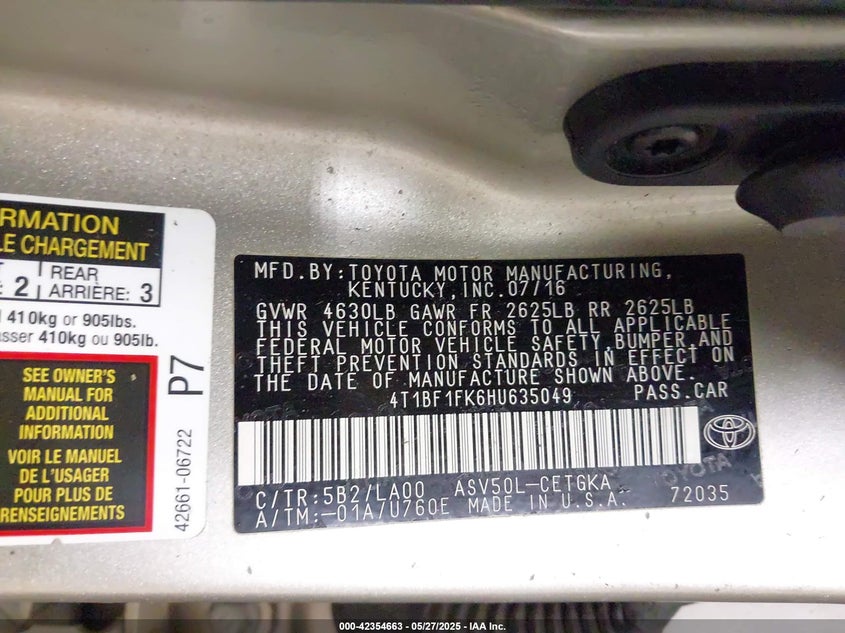 RMATION
LE CHARGEMENT
2 REAR
ARRIÈRE: 3
410kg or 905lbs.
asser 410kg ou 905lb.
SEE OWNER'S
MANUAL FOR
ADDITIONAL
INFORMATION
VOIR LE MANUEL
DE L'USAGER
POUR PLUS DE
RENSEIGNEMENTS
P7
42661-06722
MFD.BY:TOYOTA MOTOR MANUFACTURING,
KENTUCKY,INC.07/16
GVWR 4630LB GAWR FR 2625LB RR 2625LB
THIS VEHICLE CONFORMS TO ALL APPLICABLE
FEDERAL MOTOR VEHICLE SAFETY,BUMPER,AND
THEFT PREVENTION STANDARDS IN EFFECT ON
THE DATE OF MANUFACTURE SHOWN ABOVE.
4T1BF1FK6HU635049 PASS.CAR
C/TR:5B2/LA00 ASV50L-CETGKA
A/TM:-01A/U760E MADE IN U.S.A. 72035
TOYOTA
000-42354663 - 05/27/2025 - IAA Inc.